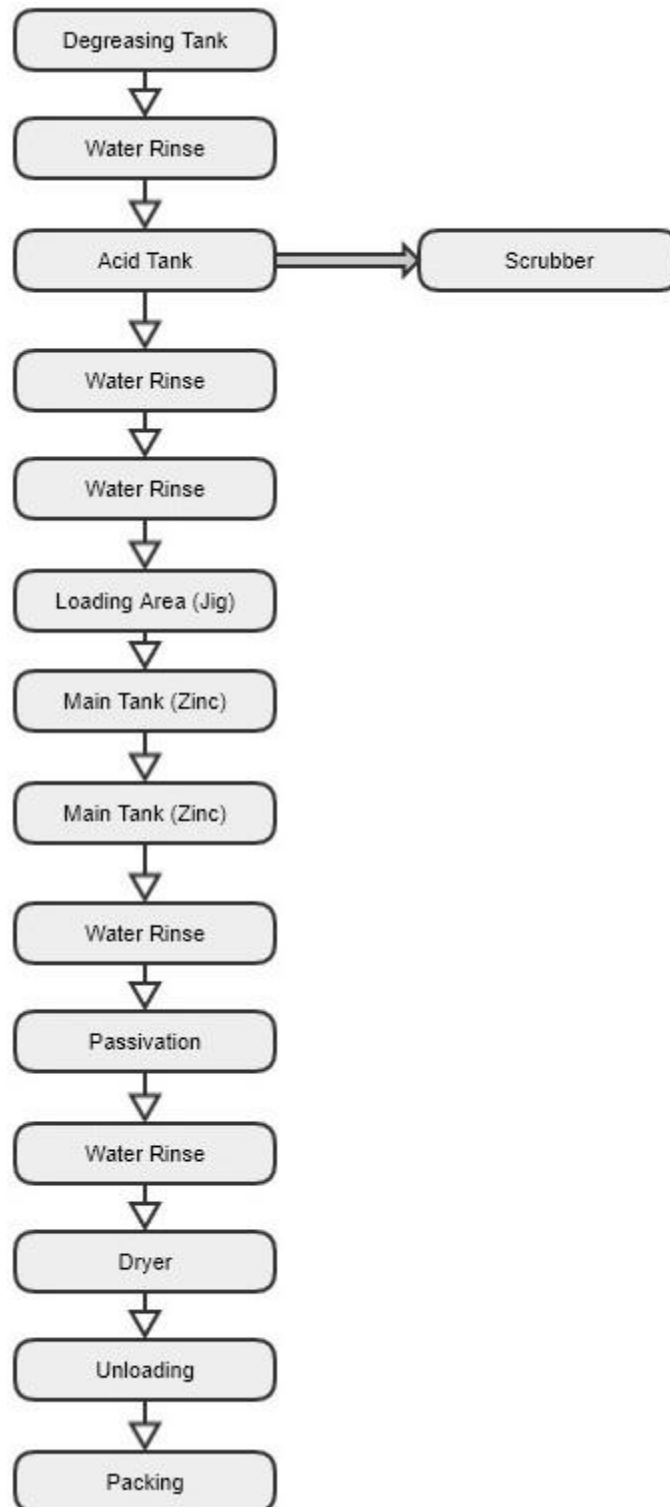 Degreasing Tank
Water Rinse
Acid Tank
Scrubber
Water Rinse
Water Rinse
Loading Area (Jig)
Main Tank (Zinc)
Main Tank (Zinc)
Water Rinse
Passivation
Water Rinse
Dryer
Unloading
Packing